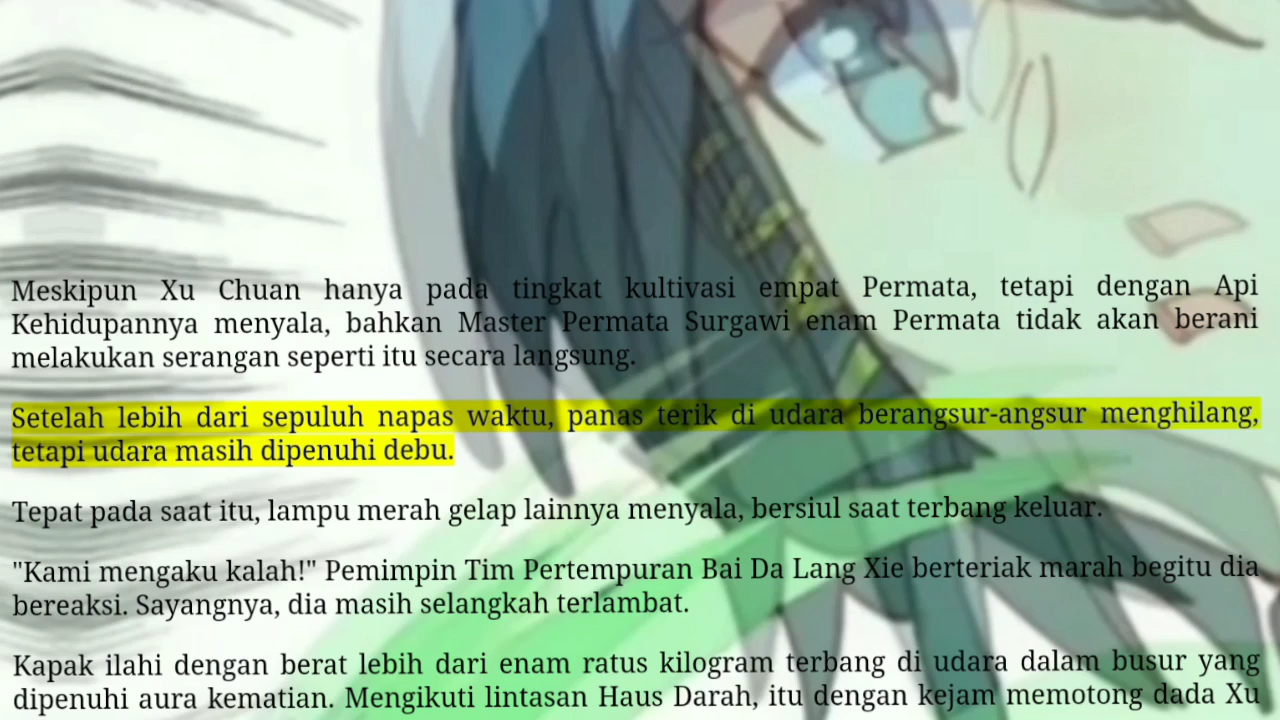 Meskipun Xu Chuan hanya pada tingkat kultivasi empat Permata, tetapi dengan Api
Kehidupannya menyala, bahkan Master Permata Surgawi enam Permata tidak akan berani
melakukan serangan seperti itu secara langsung.
Setelah lebih dari sepuluh napas waktu, panas terik di udara berangsur-angsur menghilang,
tetapi udara masih dipenuhi debu.
Tepat pada saat itu, lampu merah gelap lainnya menyala, bersiul saat terbang keluar.
"Kami mengaku kalah!" Pemimpin Tim Pertempuran Bai Da Lang Xie berteriak marah begitu dia
bereaksi. Sayangnya, dia masih selangkah terlambat.
Kapak ilahi dengan berat lebih dari enam ratus kilogram terbang di udara dalam busur yang
dipenuhi aura kematian. Mengikuti lintasan Haus Darah, itu dengan kejam memotong dada Xu